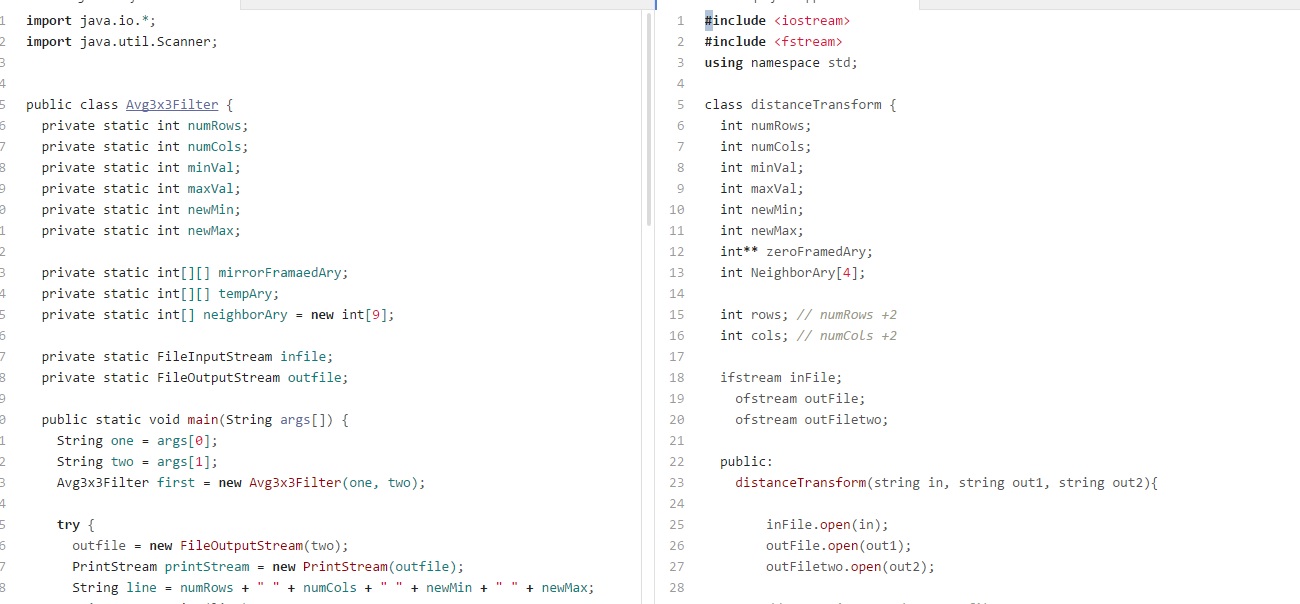 1 import java.io.*;
2 import java.util.Scanner;
3
4
5 public class Avg3x3Filter {
6 private static int numRows;
7 private static int numCols;
8 private static int minVal;
9 private static int maxVal;
0 private static int newMin;
1 private static int newMax;
2
3 private static int[][] mirrorFramaedAry;
4 private static int[][] tempAry;
5 private static int[] neighborAry = new int[9];
6
7 private static FileInputStream infile;
8 private static FileOutputStream outfile;
9
0 public static void main(String args[]) {
1 String one = args[0];
2 String two = args[1];
3 Avg3x3Filter first = new Avg3x3Filter(one, two);
4
5 try {
6 outfile = new FileOutputStream(two);
7 PrintStream printStream = new PrintStream(outfile);
8 String line = numRows + " " + numCols + " " + newMin + " " + newMax;
1 #include <iostream>
2 #include <fstream>
3 using namespace std;
4
5 class distanceTransform {
6 int numRows;
7 int numCols;
8 int minVal;
9 int maxVal;
10 int newMin;
11 int newMax;
12 int** zeroFramedAry;
13 int NeighborAry[4];
14
15 int rows; // numRows +2
16 int cols; // numCols +2
17
18 ifstream inFile;
19 ofstream outFile;
20 ofstream outFiletwo;
21
22 public:
23 distanceTransform(string in, string out1, string out2){
24
25 inFile.open(in);
26 outFile.open(out1);
27 outFiletwo.open(out2);
28